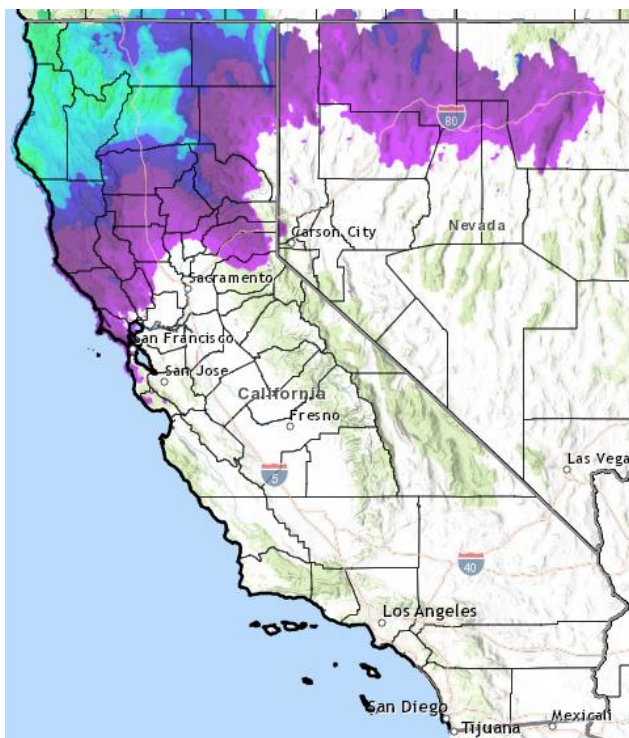 80
Nevada
Carson City
Sacramento
San Francisco
San Jose
California
Fresno
Las Vega
5
40
Los Angeles
San Diego
Tijuana
Mexicali